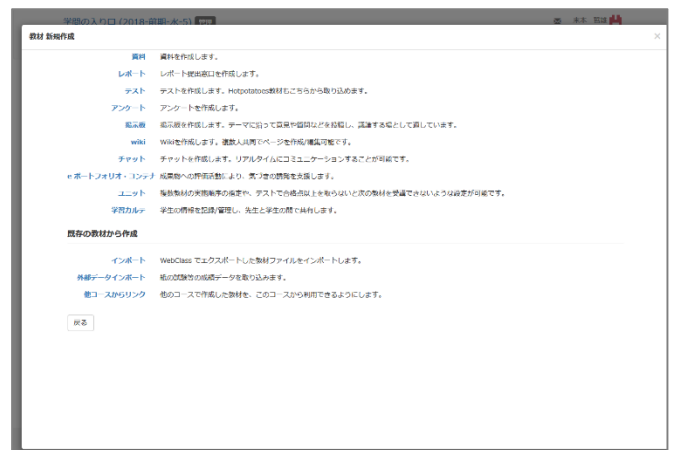 学問の入り口 (2018-前期-水-5)
教材 新規作成 ×
資料 資料を作成します。
レポート レポート提出窓口を作成します。
テスト テストを作成します。Hotpotatoes教材もこちらから取り込めます。
アンケート アンケートを作成します。
掲示板 掲示板を作成します。テーマに沿って意見や質問などを投稿し、議論する場として適しています。
wiki Wikiを作成します。複数人共同でページを作成/編集可能です。
チャット チャットを作成します。リアルタイムにコミュニケーションすることが可能です。
e ポートフォリオ・コンテナ 成果物への評価活動により、気づきの誘発を支援します。
ユニット 複数教材の実施順序の指定や、テストで合格点以上を取らないと次の教材を受講できないような設定が可能です。
学習カルテ 学生の情報を記録/管理し、先生と学生の間で共有します。
既存の教材から作成
インポート WebClass でエクスポートした教材ファイルをインポートします。
外部データインポート 紙の試験等の成績データを取り込みます。
他コースからリンク 他のコースで作成した教材を、このコースから利用できるようにします。
戻る